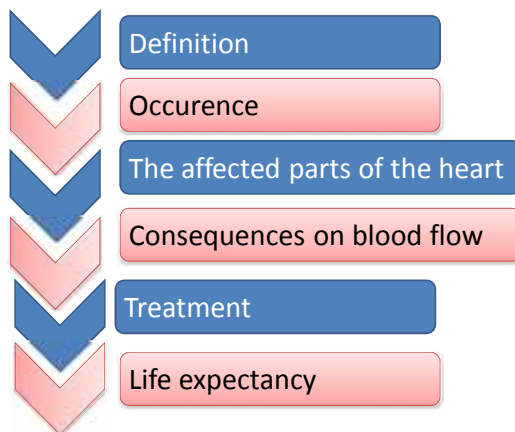 Definition
Occurence
The affected parts of the heart
Consequences on blood flow
Treatment
Life expectancy